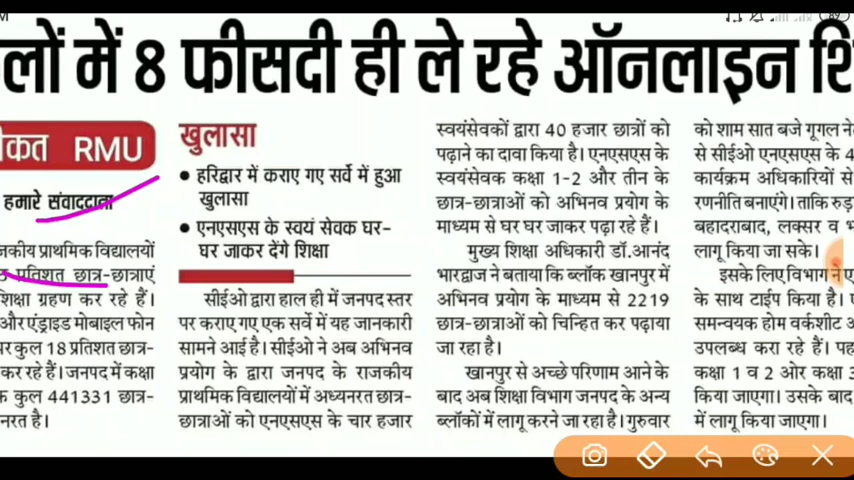 लों में 8 फीसदी ही ले रहे ऑनलाइन शि
RMU
हमारे संवाददाता
प्रतिशत छात्र-छात्राएं
शिक्षा ग्रहण कर रहे हैं।
और एंड्राइड मोबाइल फोन
कुल 18 प्रतिशत छात्र-
कर रहे हैं। जनपद में कक्षा
कुल 441331 छात्र-
खुलासा
● हरिद्वार में कराए गए सर्वे में हुआ
खुलासा
● एनएसएस के स्वयं सेवक घर-
घर जाकर देंगे शिक्षा
सीईओ द्वारा हाल ही में जनपद स्तर
पर कराए गए एक सर्वे में यह जानकारी
सामने आई है। सीईओ ने अब अभिनव
प्रयोग के द्वारा जनपद के राजकीय
प्राथमिक विद्यालयों में अध्यनरत छात्र-
छात्राओं को एनएसएस के चार हजार
स्वयंसेवकों द्वारा 40 हजार छात्रों को
पढ़ाने का दावा किया है। एनएसएस के
स्वयंसेवक कक्षा 1-2 और तीन के
छात्र-छात्राओं को अभिनव प्रयोग के
माध्यम से घर घर जाकर पढ़ा रहे हैं।
मुख्य शिक्षा अधिकारी डॉ.आनंद
भारद्वाज ने बताया कि ब्लॉक खानपुर में
अभिनव प्रयोग के माध्यम से 2219
छात्र-छात्राओं को चिन्हित कर पढ़ाया
जा रहा है।
खानपुर से अच्छे परिणाम आने के
बाद अब शिक्षा विभाग जनपद के अन्य
ब्लॉकों में लागू करने जा रहा है। गुरुवार
को शाम सात बजे गूगल
से सीईओ एनएसएस के 4
कार्यक्रम अधिकारियों से
रणनीति बनाएंगे। ताकि रुड़
बहादराबाद, लक्सर व भ
लागू किया जा सके।
इसके लिए विभाग ने
के साथ टाईप किया है।
समन्वयक होम वर्कशीट
उपलब्ध करा रहे हैं। पह
कक्षा 1 व 2 ओर कक्षा
किया जाएगा। उसके बाद
में लागू किया जाएगा।